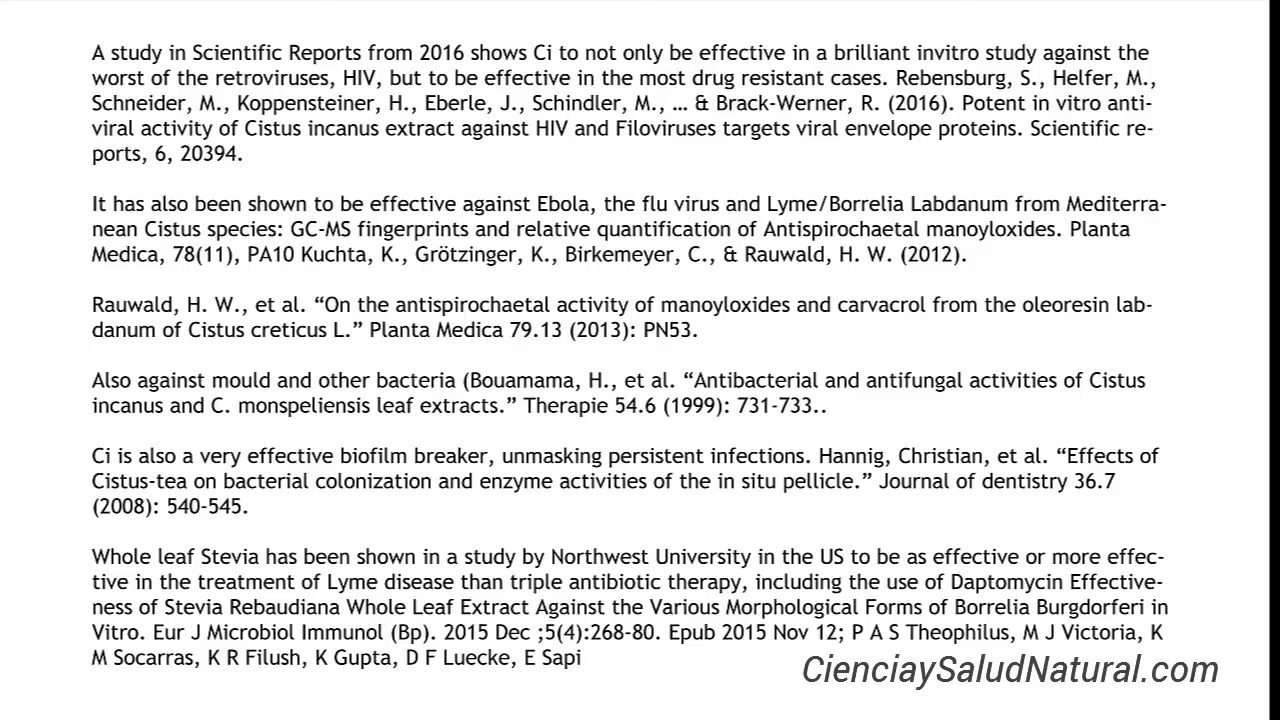 A study in Scientific Reports from 2016 shows Ci to not only be effective in a brilliant invitro study against the
worst of the retroviruses, HIV, but to be effective in the most drug resistant cases. Rebensburg, S., Helfer, M.,
Schneider, M., Koppensteiner, H., Eberle, J., Schindler, M., … & Brack-Werner, R. (2016). Potent in vitro anti-
viral activity of Cistus incanus extract against HIV and Filoviruses targets viral envelope proteins. Scientific re-
ports, 6, 20394.
It has also been shown to be effective against Ebola, the flu virus and Lyme/Borrelia Labdanum from Mediterra-
nean Cistus species: GC-MS fingerprints and relative quantification of Antispirochaetal manoyloxides. Planta
Medica, 78(11), PA10 Kuchta, K., Grötzinger, K., Birkemeyer, C., & Rauwald, H. W. (2012).
Rauwald, H. W., et al. “On the antispirochaetal activity of manoyloxides and carvacrol from the oleoresin lab-
danum of Cistus creticus L.” Planta Medica 79.13 (2013): PN53.
Also against mould and other bacteria (Bouamama, H., et al. “Antibacterial and antifungal activities of Cistus
incanus and C. monspeliensis leaf extracts.” Therapie 54.6 (1999): 731-733..
Ci is also a very effective biofilm breaker, unmasking persistent infections. Hannig, Christian, et al. “Effects of
Cistus-tea on bacterial colonization and enzyme activities of the in situ pellicle.” Journal of dentistry 36.7
(2008): 540-545.
Whole leaf Stevia has been shown in a study by Northwest University in the US to be as effective or more effec-
tive in the treatment of Lyme disease than triple antibiotic therapy, including the use of Daptomycin Effective-
ness of Stevia Rebaudiana Whole Leaf Extract Against the Various Morphological Forms of Borrelia Burgdorferi in
Vitro. Eur J Microbiol Immunol (Bp). 2015 Dec ;5(4):268-80. Epub 2015 Nov 12; P A S Theophilus, M J Victoria, K
M Socarras, K R Filush, K Gupta, D F Luecke, E Sapi
CienciaySaludNatural.com